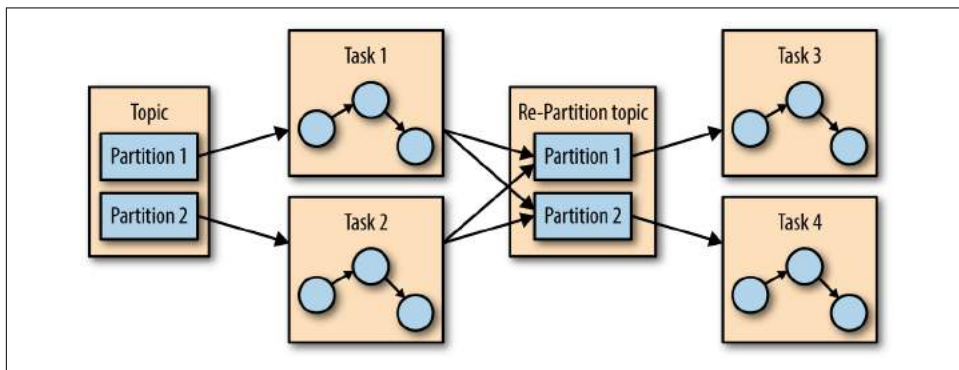 Topic
Partition 1
Partition 2
Task 1
Task 2
Re-Partition topic
Partition 1
Partition 2
Task 3
Task 4